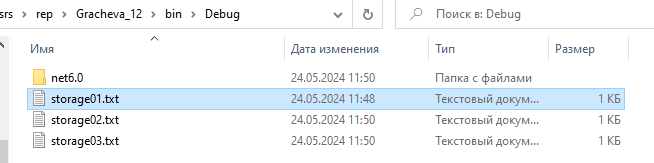 srs rep Gracheva_12 bin Debug Поиск в: Debug
Имя Дата изменения Тип Размер
net6.0 24.05.2024 11:50 Папка с файлами
storage01.txt 24.05.2024 11:48 Текстовый докум... 1 КБ
storage02.txt 24.05.2024 11:50 Текстовый докум... 1 КБ
storage03.txt 24.05.2024 11:50 Текстовый докум... 1 КБ